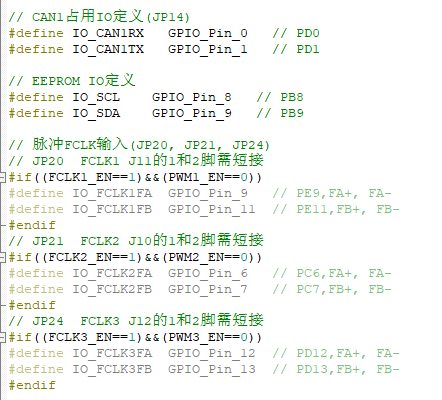 // CAN1占用IO定义(JP14)
#define IO_CAN1RX   GPIO_Pin_0   // PD0
#define IO_CAN1TX   GPIO_Pin_1   // PD1
// EEPROM IO定义
#define IO_SCL    GPIO_Pin_8   // PB8
#define IO_SDA    GPIO_Pin_9   // PB9
// 脉冲FCLK输入(JP20, JP21, JP24)
// JP20  FCLK1 J11的1和2脚需短接
#if((FCLK1_EN==1)&&(PWM1_EN==0))
#define IO_FCLK1FA  GPIO_Pin_9   // PE9,FA+, FA-
#define IO_FCLK1FB  GPIO_Pin_11  // PE11,FB+, FB-
#endif
// JP21  FCLK2 J10的1和2脚需短接
#if((FCLK2_EN==1)&&(PWM2_EN==0))
#define IO_FCLK2FA  GPIO_Pin_6   // PC6,FA+, FA-
#define IO_FCLK2FB  GPIO_Pin_7   // PC7,FB+, FB-
#endif
// JP24  FCLK3 J12的1和2脚需短接
#if((FCLK3_EN==1)&&(PWM3_EN==0))
#define IO_FCLK3FA  GPIO_Pin_12  // PD12,FA+, FA-
#define IO_FCLK3FB  GPIO_Pin_13  // PD13,FB+, FB-
#endif